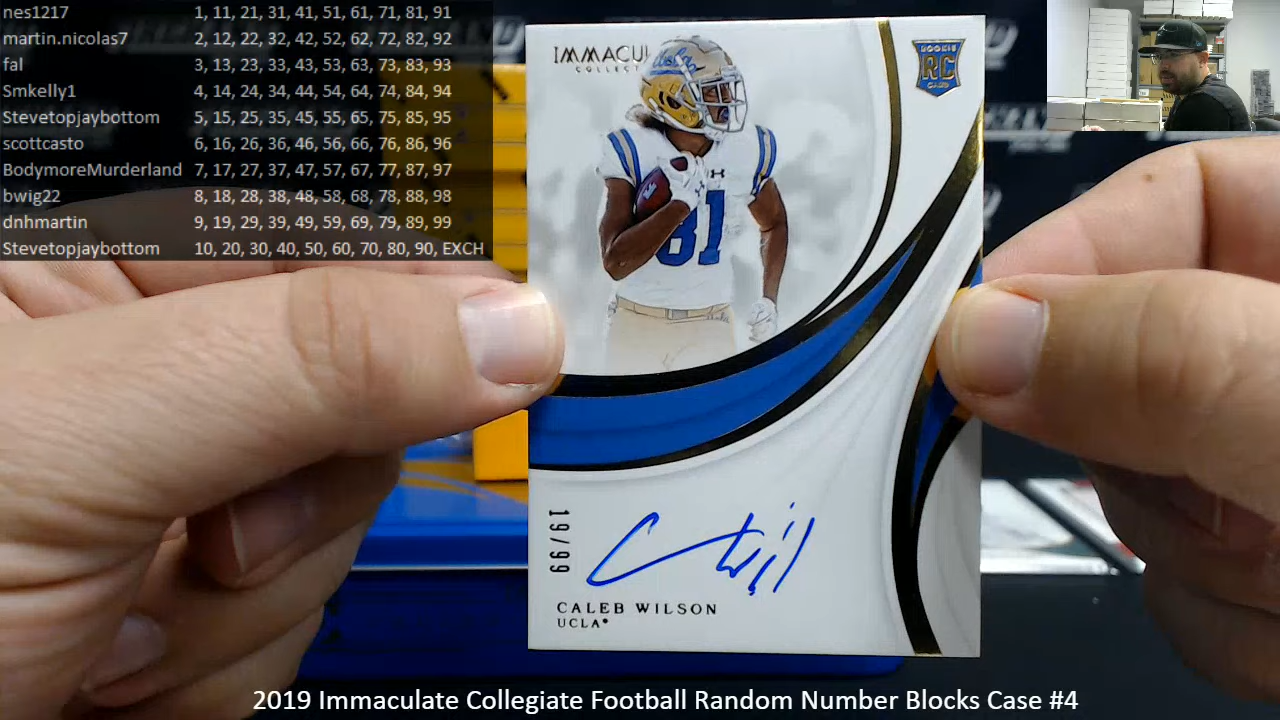 nes1217 1, 11, 21, 31, 41, 51, 61, 71, 81, 91
martin.nicolas7 2, 12, 22, 32, 42, 52, 62, 72, 82, 92
fal 3, 13, 23, 33, 43, 53, 63, 73, 83, 93
Smkelly1 4, 14, 24, 34, 44, 54, 64, 74, 84, 94
Stevetopjaybottom 5, 15, 25, 35, 45, 55, 65, 75, 85, 95
scottcasto 6, 16, 26, 36, 46, 56, 66, 76, 86, 96
BodymoreMurderland 7, 17, 27, 37, 47, 57, 67, 77, 87, 97
bwig22 8, 18, 28, 38, 48, 58, 68, 78, 88, 98
dnhmartin 9, 19, 29, 39, 49, 59, 69, 79, 89, 99
Stevetopjaybottom 10, 20, 30, 40, 50, 60, 70, 80, 90, EXCH
IMMACUL
COLLECT
ROOKIE
RC
CARD
ucla
81
19/99
CALEB WILSON
UCLA
2019 Immaculate Collegiate Football Random Number Blocks Case #4